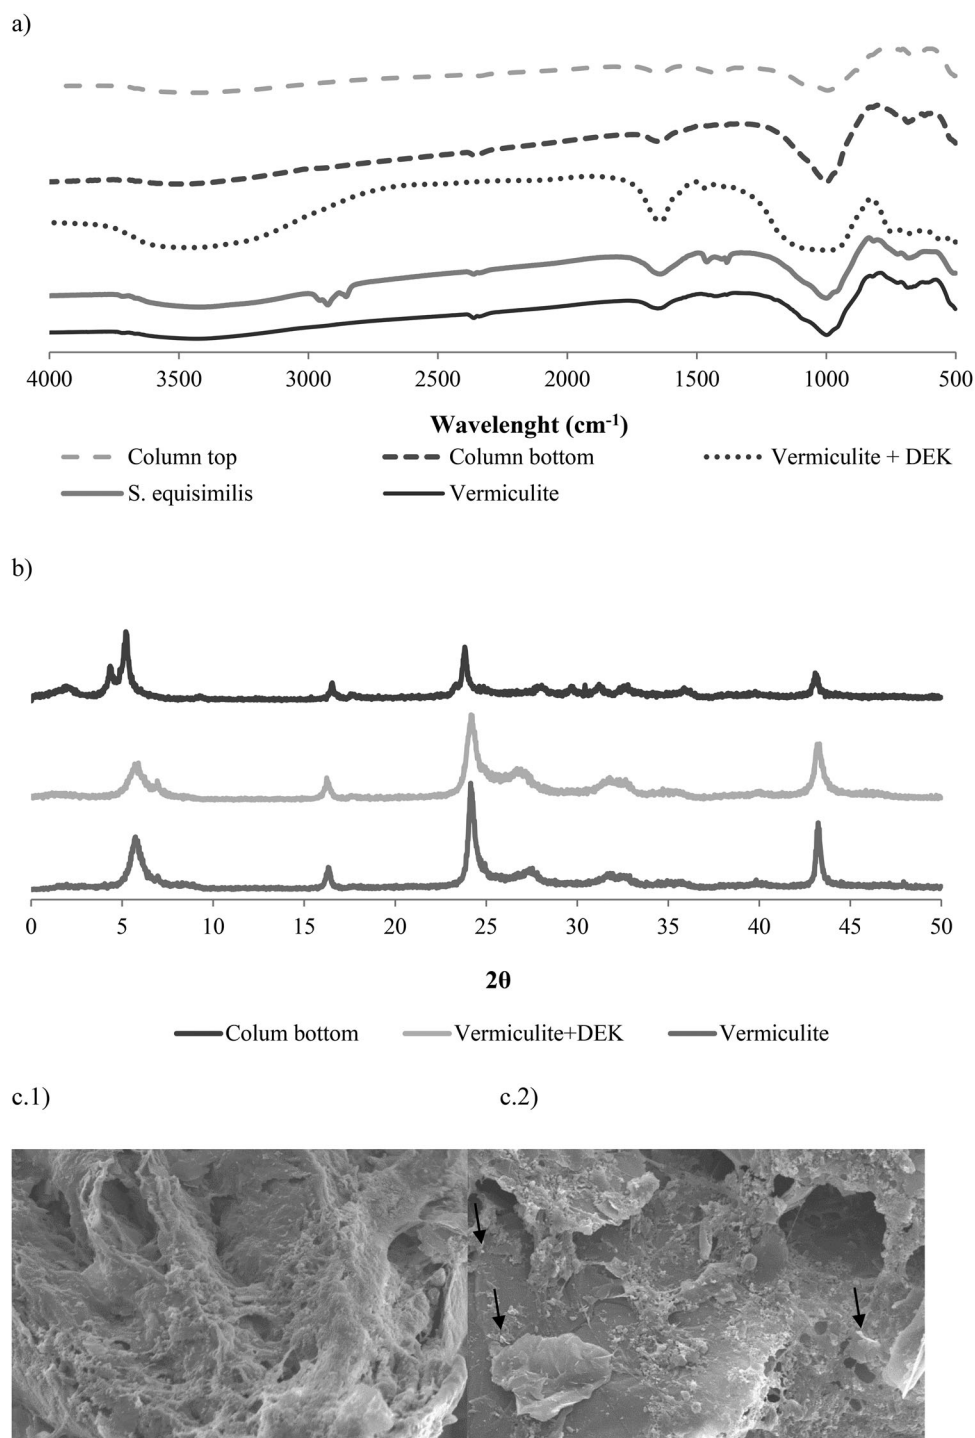 a)
4000 3500 3000 2500 2000 1500 1000 500
Wavelenght (cm-1)
Column top Column bottom Vermiculite + DEK
S. equisimilis Vermiculite
b)
0 5 10 15 20 25 30 35 40 45 50
2θ
Colum bottom Vermiculite+DEK Vermiculite
c.1) c.2)